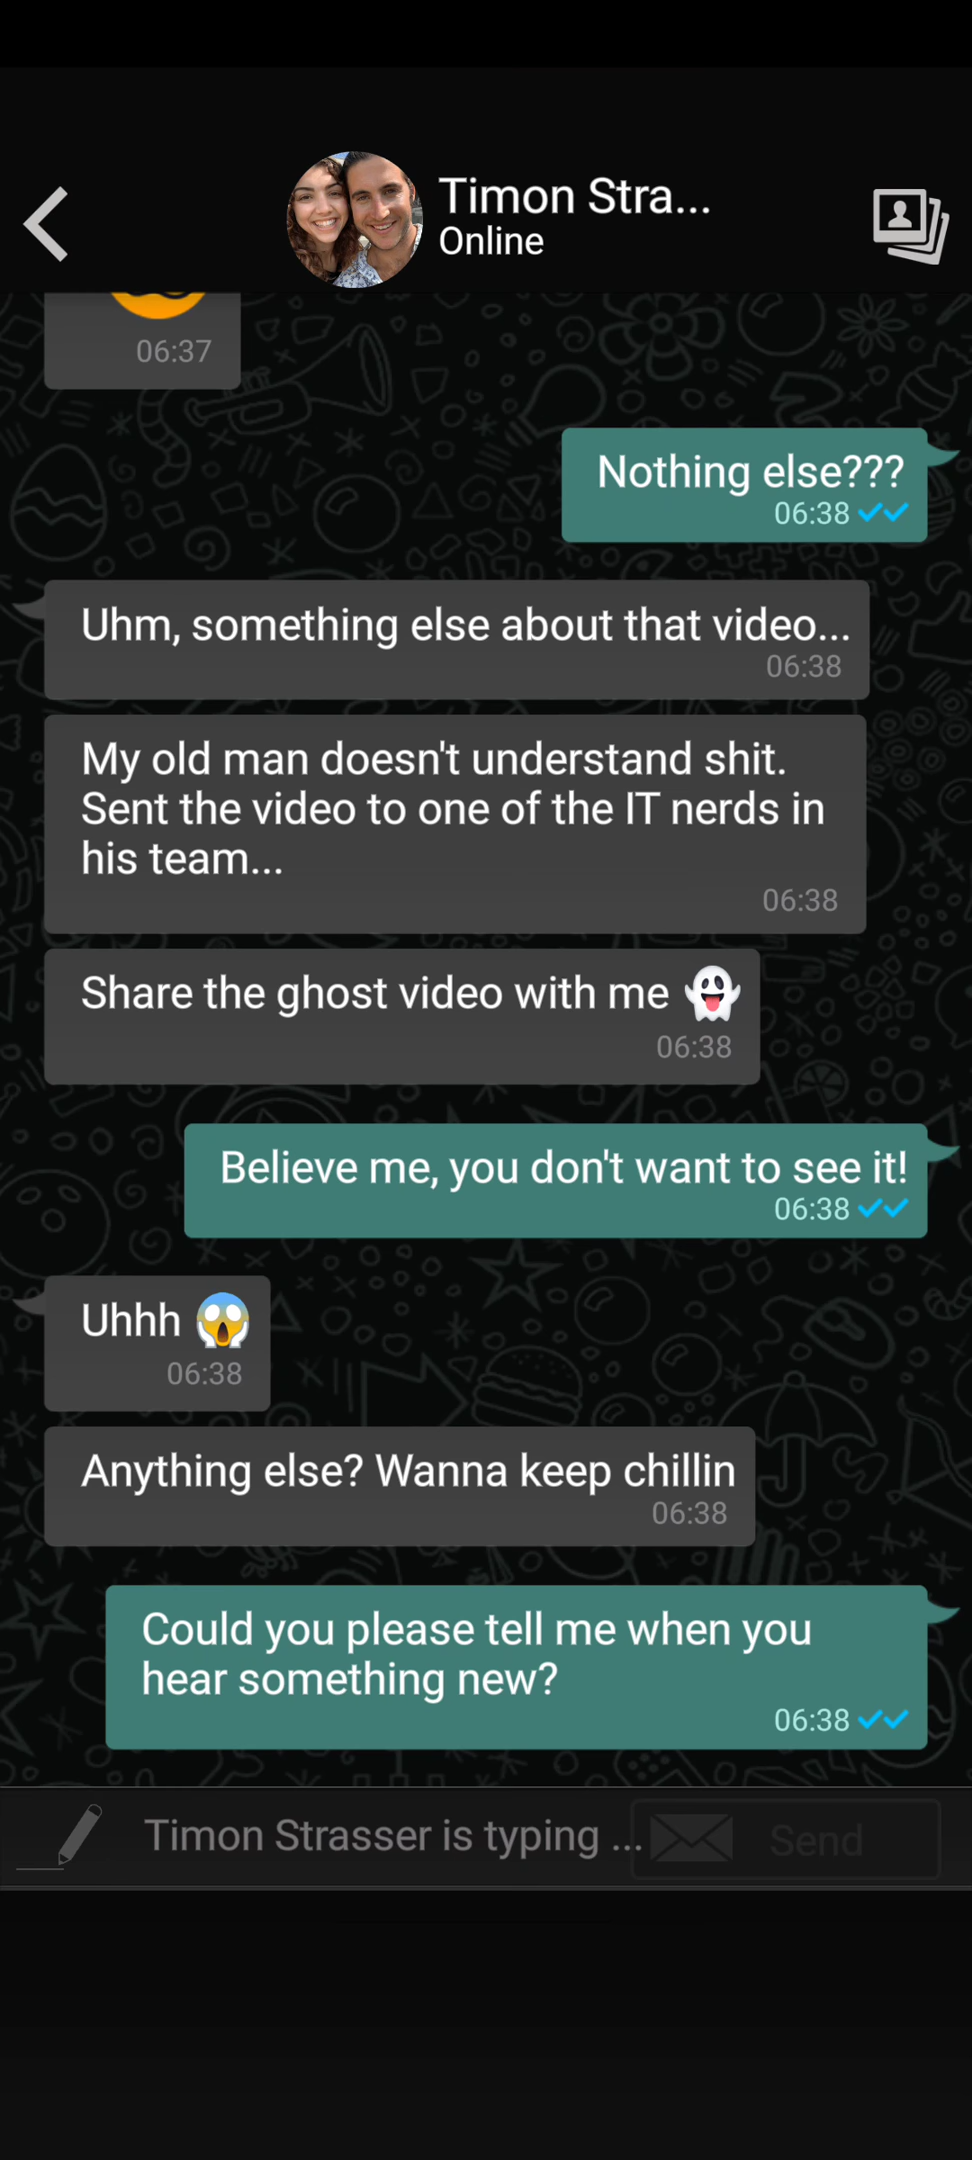 Timon Stra...
Online
06:37
Nothing else???
06:38
Uhm, something else about that video...
06:38
My old man doesn't understand shit.
Sent the video to one of the IT nerds in
his team...
06:38
Share the ghost video with me 👻
06:38
Believe me, you don't want to see it!
06:38
Uhhh 😱
06:38
Anything else? Wanna keep chillin
06:38
Could you please tell me when you
hear something new?
06:38
Timon Strasser is typing ...
Send